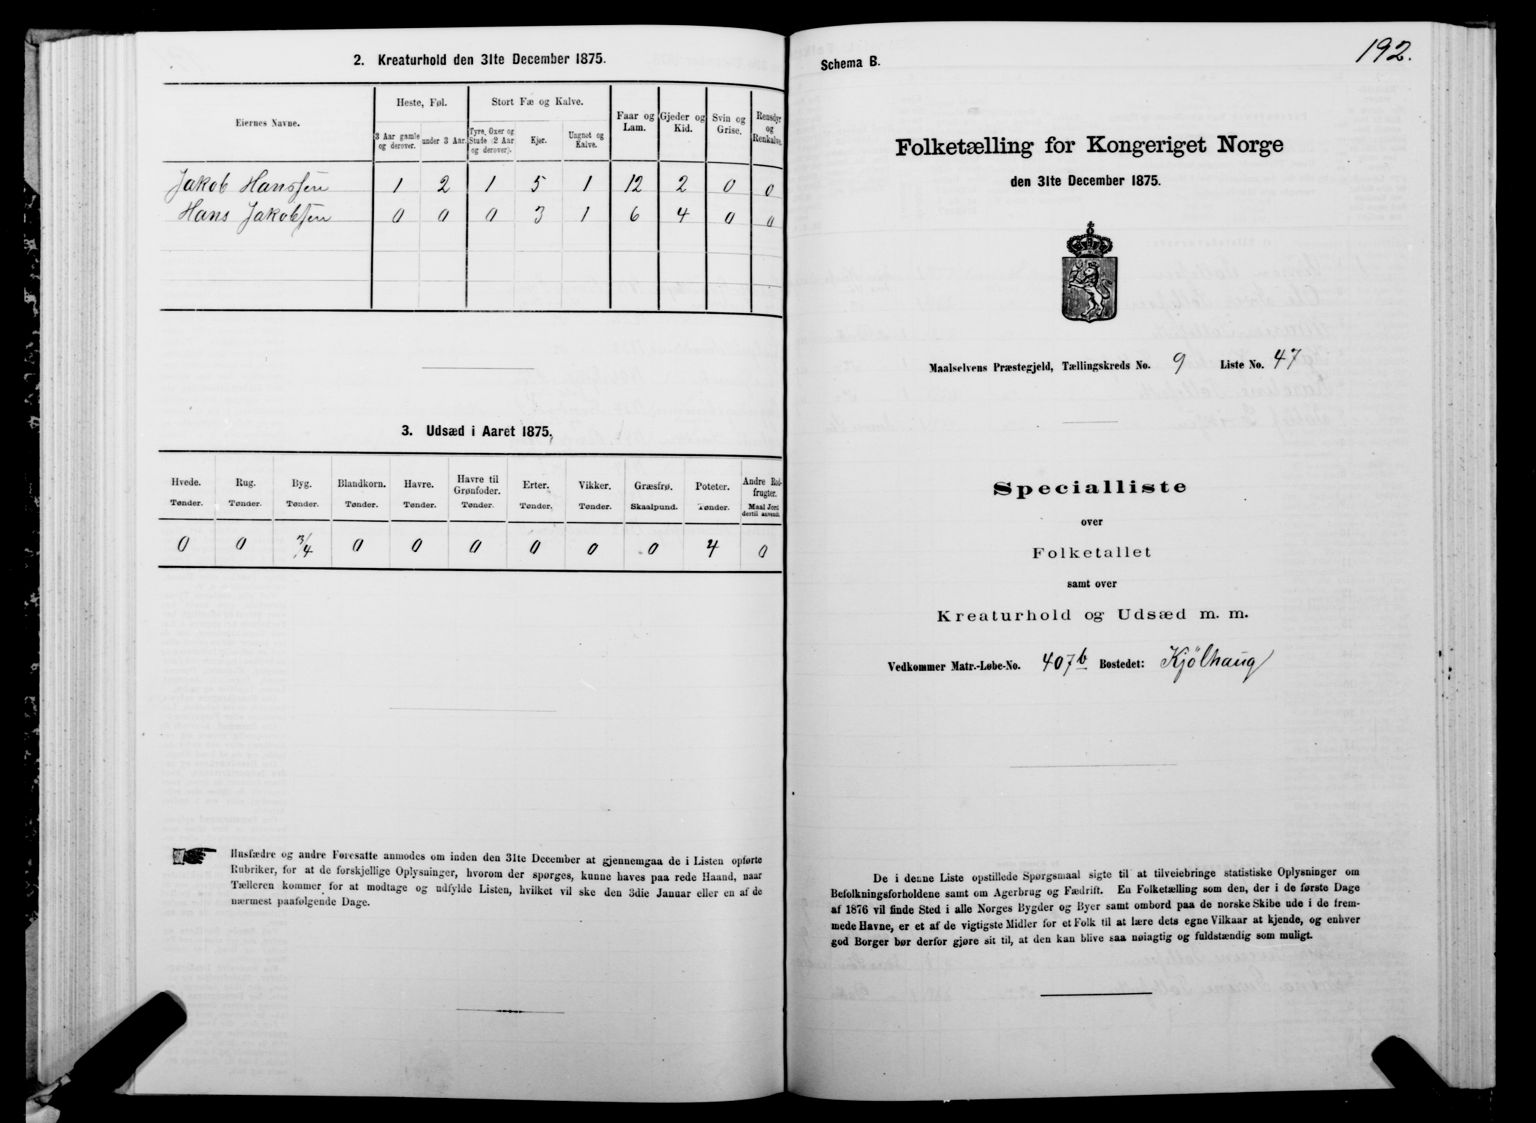 2. Kreaturhold den 31te December 1875.
Eiernes Navne.
Heste, Føl.
Stort Fæ og Kalve.
Faar og Lam.
Gjeder og Kid.
Svin og Grise.
Rensdyr og Renkalve.
3 Aar gamle og derover.
under 3 Aar.
Tyre, Oxer og Stude (2 Aar og derover).
Kjer.
Ungnøt og Kalve.
Jakob Hanssen 1 2 1 5 1 12 2 0 0
Hans Jakobsen 0 0 0 3 1 6 4 0 0
3. Udsæd i Aaret 1875.
Hvede. Rug. Byg. Blandkorn. Havre. Havre til Grønfoder. Erter. Vikker. Græsfrø. Poteter. Andre Rodfrugter.
Tønder. Tønder. Tønder. Tønder. Tønder. Tønder. Tønder. Tønder. Skaalpund. Tønder. Maal Jord dertil anvendt.
0 0 3/4 0 0 0 0 0 0 4 0
Husfædre og andre Foresatte anmodes om inden den 31te December at gjennemgaa de i Listen opførte
Rubriker, for at de forskjellige Oplysninger, hvorom der spørges, kunne haves paa rede Haand, naar
Tælleren kommer for at modtage og udfylde Listen, hvilket vil ske den 3die Januar eller en af de
nærmest paafølgende Dage.
Schema B.
192.
Folketælling for Kongeriget Norge
den 31te December 1875.
Maalselvens Præstegjeld, Tællingskreds No. 9 Liste No. 47
Specialliste
over
Folketallet
samt over
Kreaturhold og Udsæd m. m.
Vedkommer Matr.-Løbe-No. 407b Bostedet: Kjölhaug
De i denne Liste opstillede Spørgsmaal sigte til at tilveiebringe statistiske Oplysninger om
Befolkningsforholdene samt om Agerbrug og Fædrift. En Folketælling som den, der i de første Dage
af 1876 vil finde Sted i alle Norges Bygder og Byer samt ombord paa de norske Skibe ude i de frem-
mede Havne, er et af de vigtigste Midler for et Folk til at lære dets egne Vilkaar at kjende, og enhver
god Borger bør derfor gjøre sit til, at den kan blive saa nøiagtig og fuldstændig som muligt.